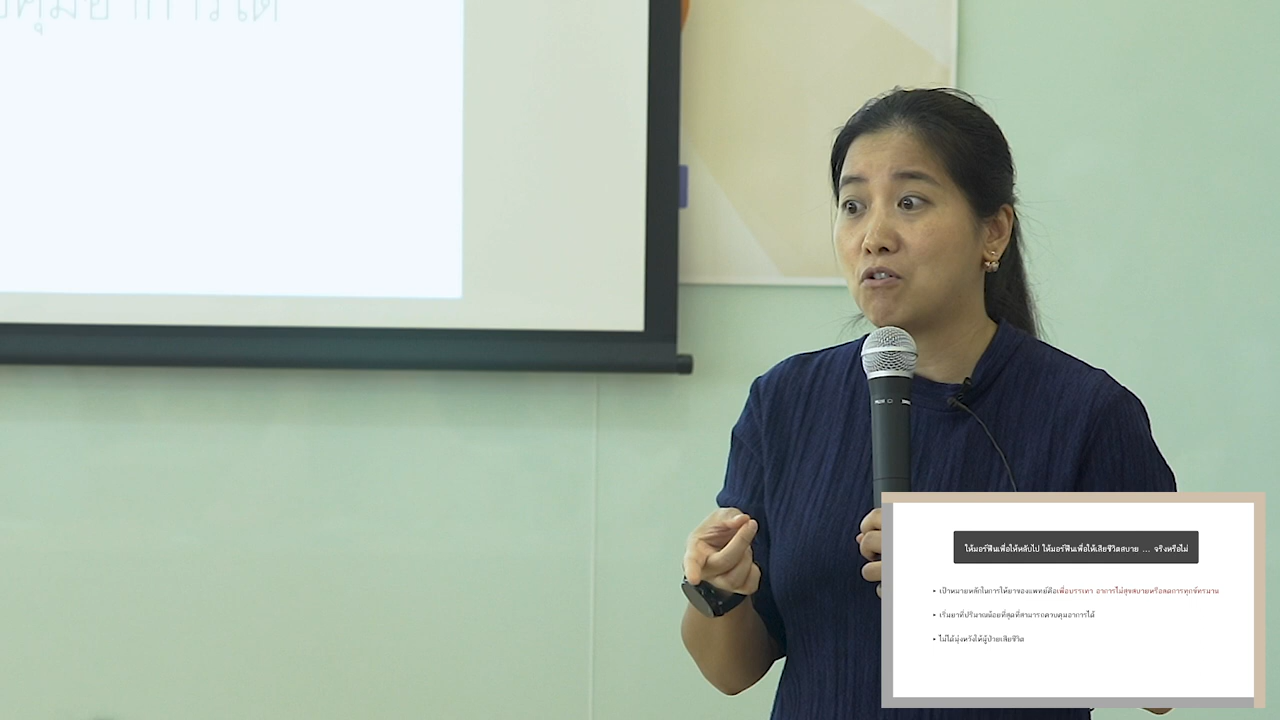 ให้มอร์ฟีนเพื่อให้หลับไป ให้มอร์ฟีนเพื่อให้เสียชีวิตสบาย ... จริงหรือไม่
• เป้าหมายหลักในการให้ยาของแพทย์คือเพื่อบรรเทา อาการไม่สุขสบายหรือลดการทุกข์ทรมาน
• เริ่มยาที่ปริมาณน้อยที่สุดที่สามารถควบคุมอาการได้
• ไม่ได้มุ่งหวังให้ผู้ป่วยเสียชีวิต